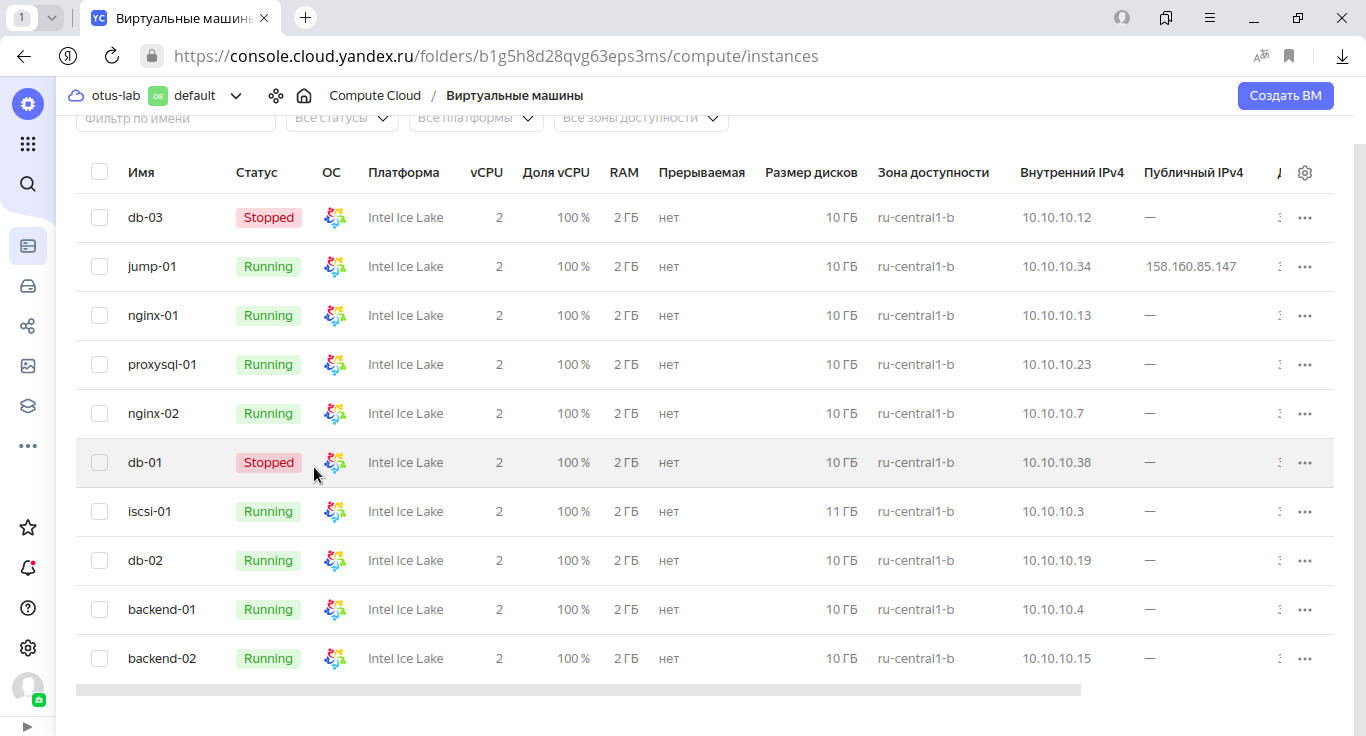 1 YC Виртуальные машины
https://console.cloud.yandex.ru/folders/b1g5h8d28qvg63eps3ms/compute/instances
otus-lab DE default Compute Cloud / Виртуальные машины Создать ВМ
Фильтр по имени Все статусы Все платформы Все зоны доступности
Имя Статус ОС Платформа vCPU Доля vCPU RAM Прерываемая Размер дисков Зона доступности Внутренний IPv4 Публичный IPv4
db-03 Stopped Intel Ice Lake 2 100 % 2 ГБ нет 10 ГБ ru-central1-b 10.10.10.12 —
jump-01 Running Intel Ice Lake 2 100 % 2 ГБ нет 10 ГБ ru-central1-b 10.10.10.34 158.160.85.147
nginx-01 Running Intel Ice Lake 2 100 % 2 ГБ нет 10 ГБ ru-central1-b 10.10.10.13 —
proxysql-01 Running Intel Ice Lake 2 100 % 2 ГБ нет 10 ГБ ru-central1-b 10.10.10.23 —
nginx-02 Running Intel Ice Lake 2 100 % 2 ГБ нет 10 ГБ ru-central1-b 10.10.10.7 —
db-01 Stopped Intel Ice Lake 2 100 % 2 ГБ нет 10 ГБ ru-central1-b 10.10.10.38 —
iscsi-01 Running Intel Ice Lake 2 100 % 2 ГБ нет 11 ГБ ru-central1-b 10.10.10.3 —
db-02 Running Intel Ice Lake 2 100 % 2 ГБ нет 10 ГБ ru-central1-b 10.10.10.19 —
backend-01 Running Intel Ice Lake 2 100 % 2 ГБ нет 10 ГБ ru-central1-b 10.10.10.4 —
backend-02 Running Intel Ice Lake 2 100 % 2 ГБ нет 10 ГБ ru-central1-b 10.10.10.15 —